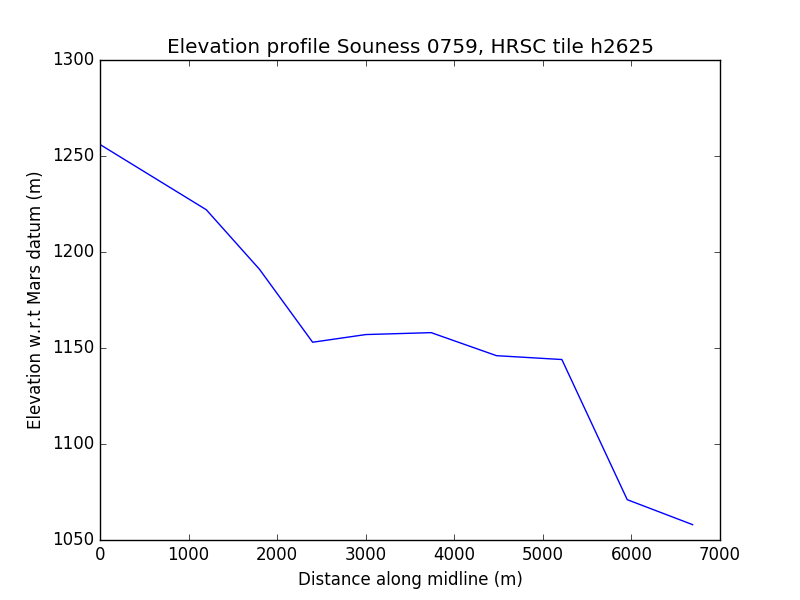 Elevation profile Souness 0759, HRSC tile h2625
1300
1250
1200
1150
1100
1050
Elevation w.r.t Mars datum (m)
0 1000 2000 3000 4000 5000 6000 7000
Distance along midline (m)